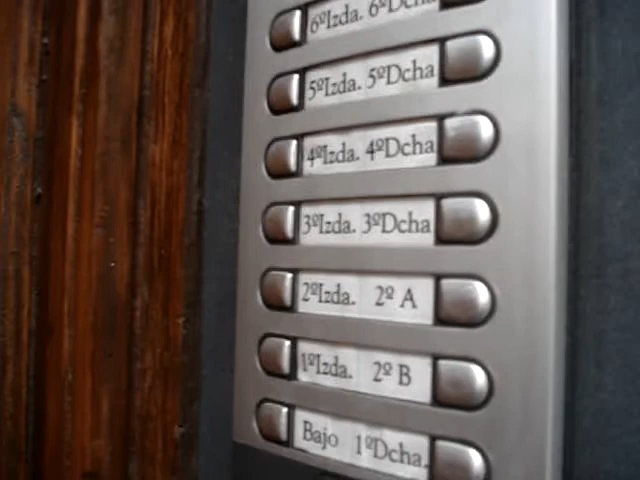 6ºIzda. 6ºDcha
5ºIzda. 5ºDcha
4ºIzda. 4ºDcha
3ºIzda. 3ºDcha
2ºIzda. 2º A
1ºIzda. 2º B
Bajo 1ºDcha.